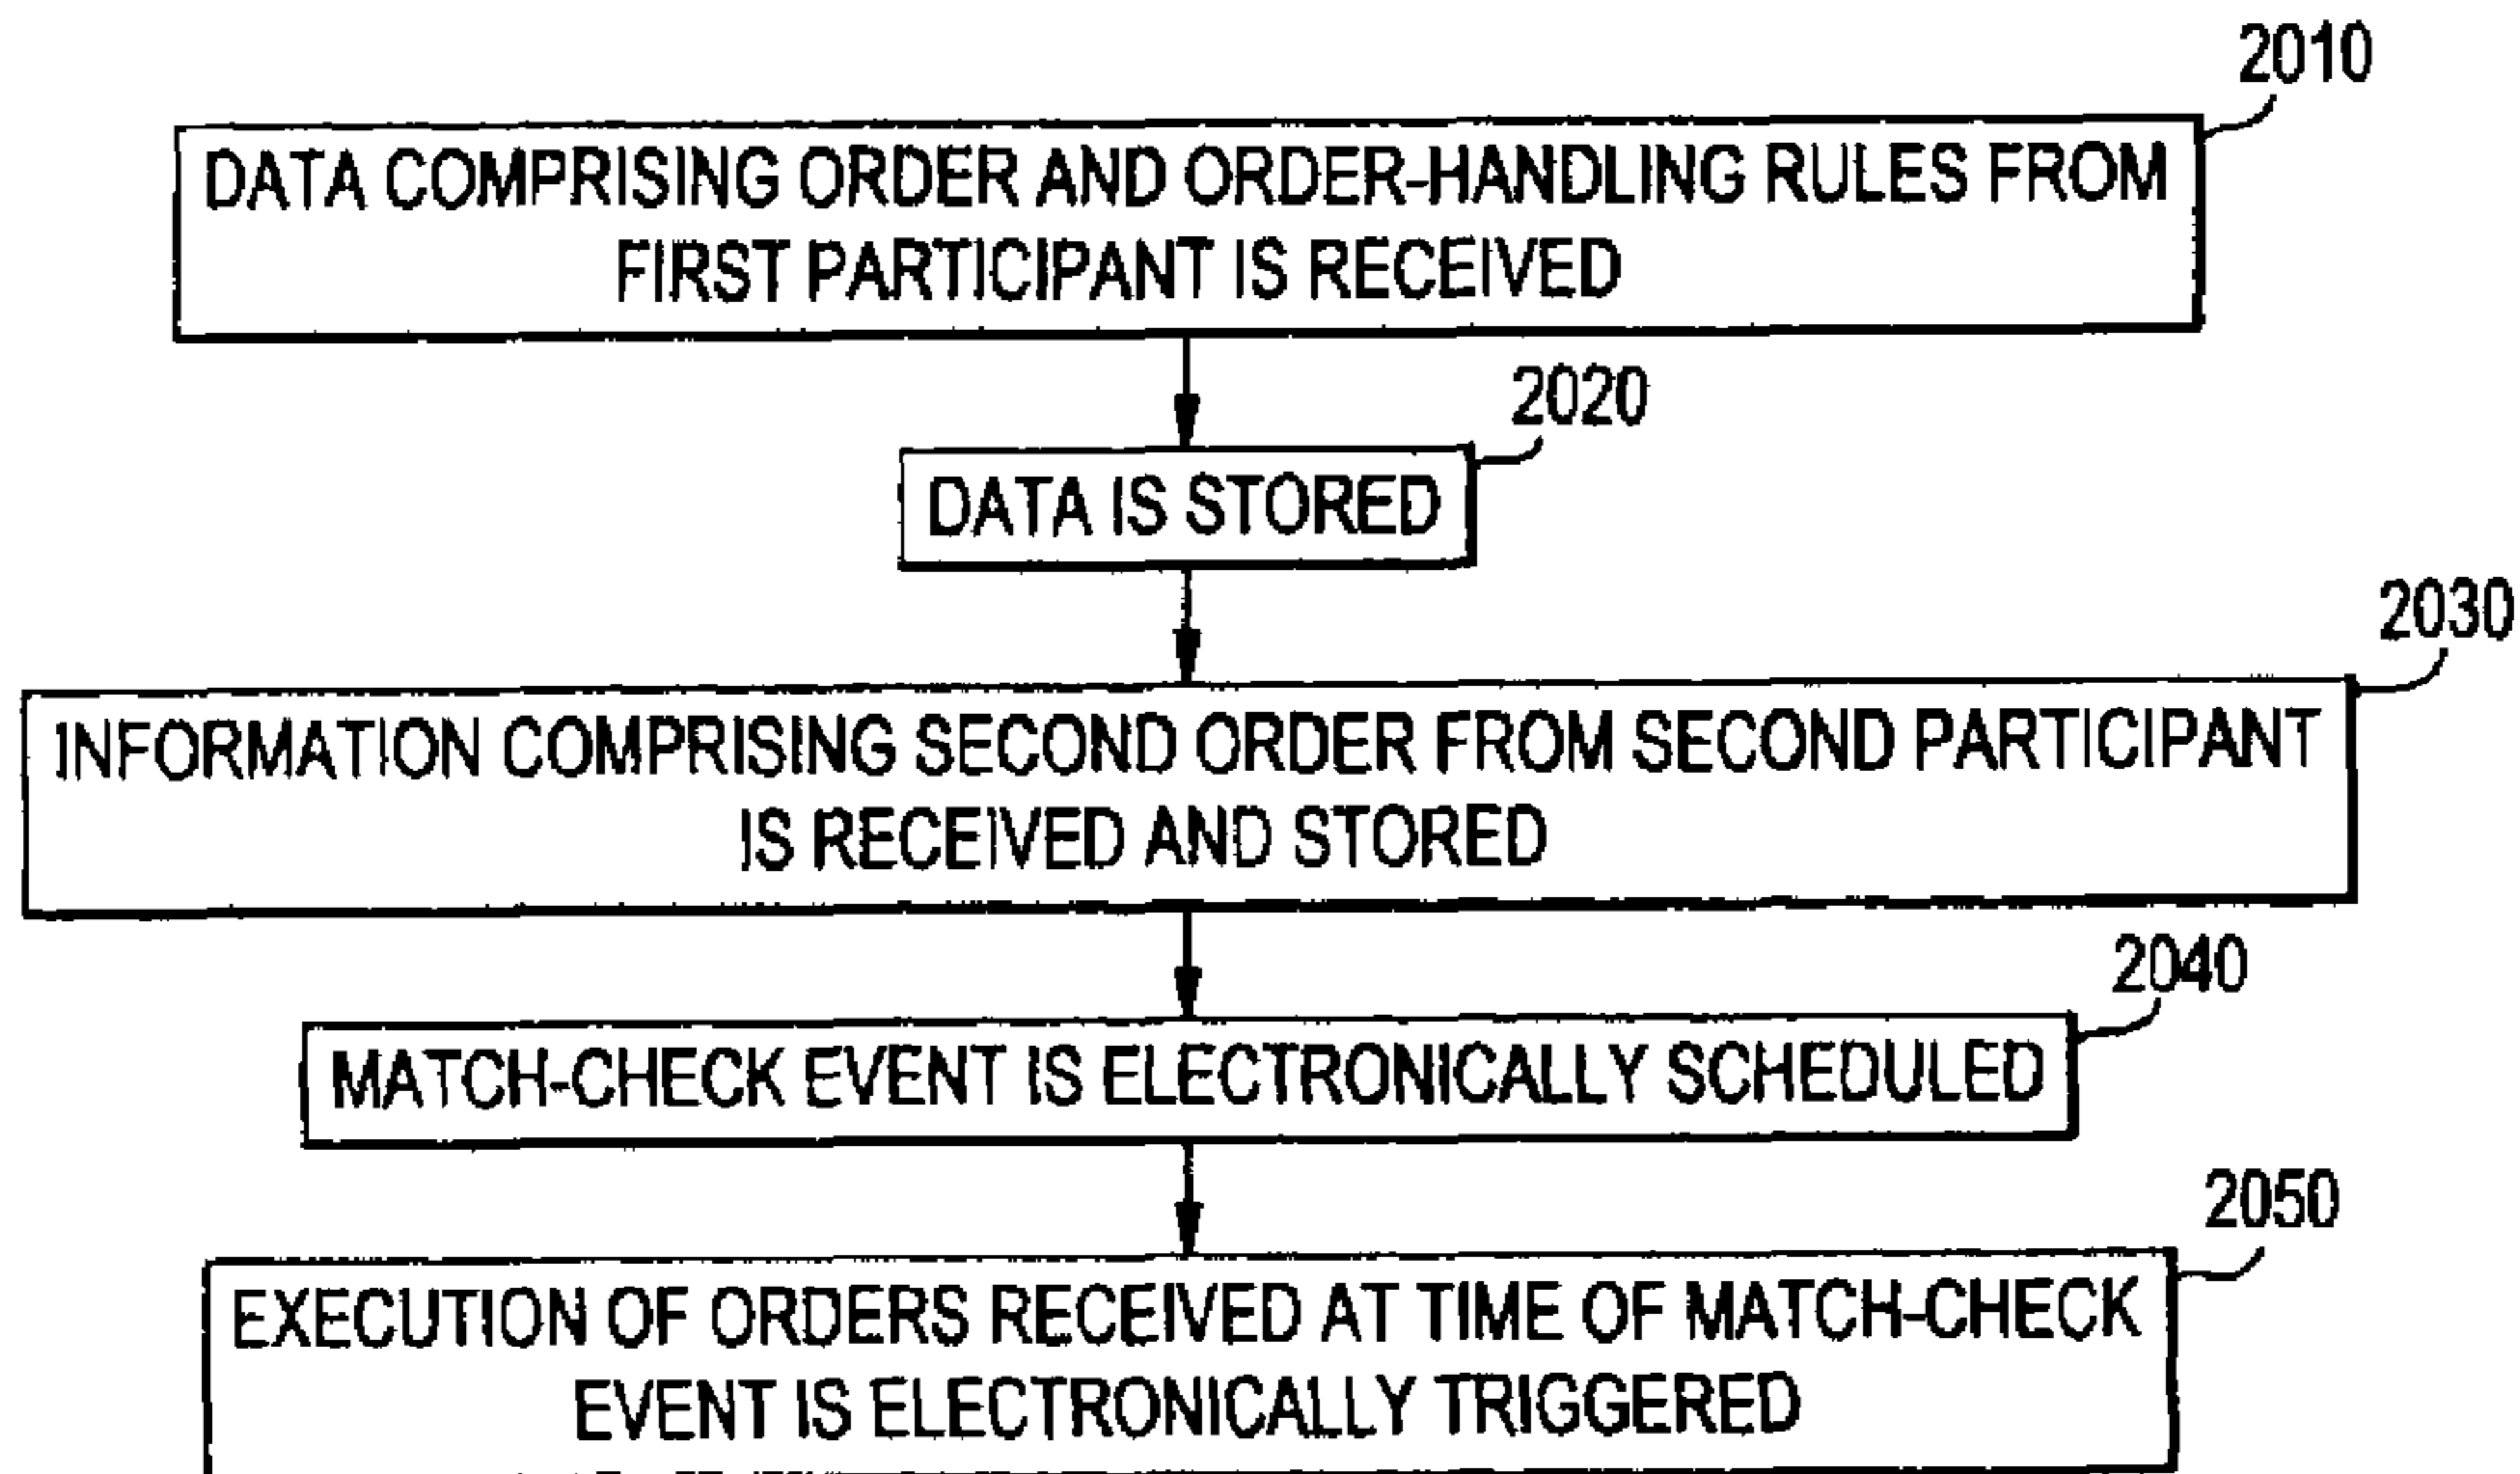 2010
DATA COMPRISING ORDER AND ORDER-HANDLING RULES FROM
FIRST PARTICIPANT IS RECEIVED
2020
DATA IS STORED
2030
INFORMATION COMPRISING SECOND ORDER FROM SECOND PARTICIPANT
IS RECEIVED AND STORED
2040
MATCH-CHECK EVENT IS ELECTRONICALLY SCHEDULED
2050
EXECUTION OF ORDERS RECEIVED AT TIME OF MATCH-CHECK
EVENT IS ELECTRONICALLY TRIGGERED